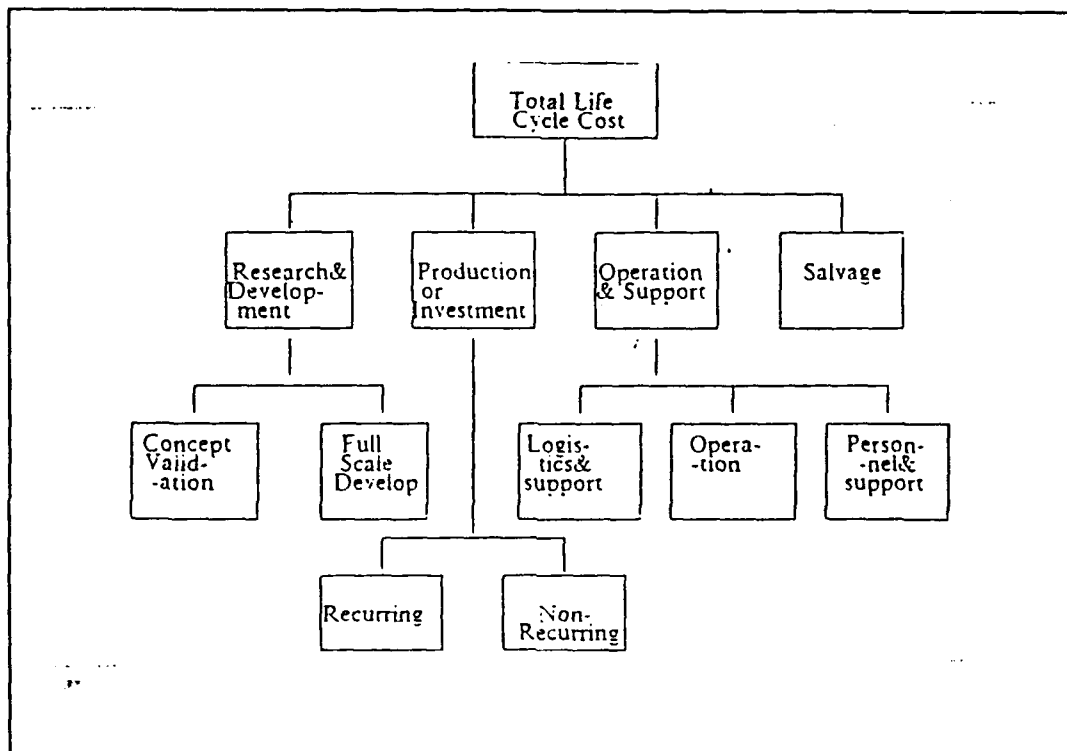 Total Life
Cycle Cost
Research&
Develop-
ment
Production
or
Investment
Operation
& Support
Salvage
Concept
Valid-
-ation
Full
Scale
Develop
Logis-
-tics&
support
Opera-
-tion
Person-
-nel&
support
Recurring
Non-
Recurring